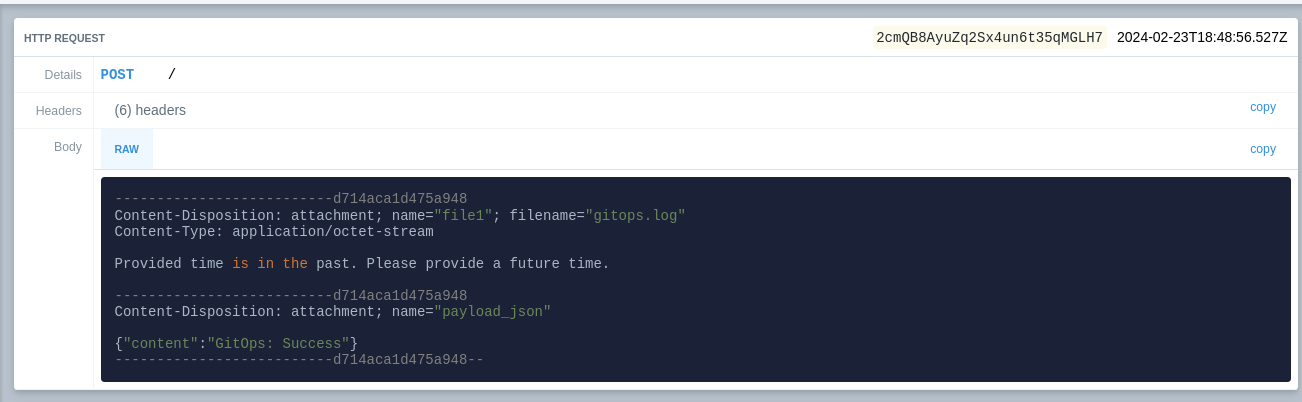 HTTP REQUEST 2cmQB8AyuZq2Sx4un6t35qMGLH7 2024-02-23T18:48:56.527Z
Details POST /
Headers (6) headers copy
Body RAW copy
--------------------------d714aca1d475a948
Content-Disposition: attachment; name="file1"; filename="gitops.log"
Content-Type: application/octet-stream
Provided time is in the past. Please provide a future time.
--------------------------d714aca1d475a948
Content-Disposition: attachment; name="payload_json"
{"content":"GitOps: Success"}
--------------------------d714aca1d475a948--